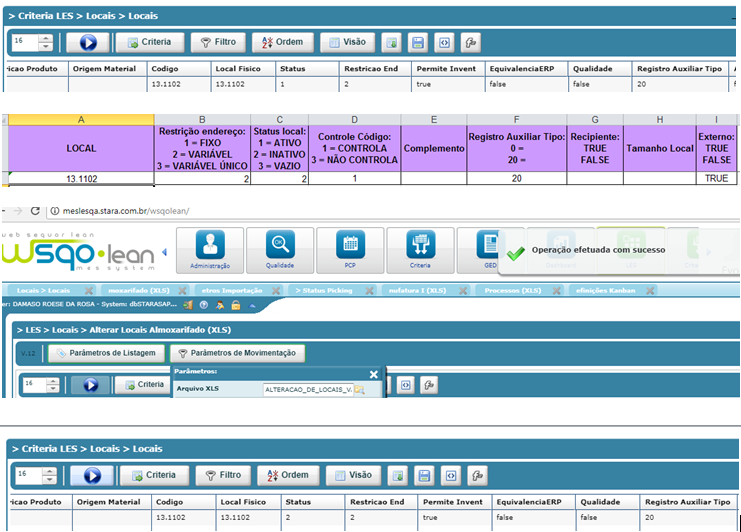 > Criteria LES > Locais > Locais
16 Criteria Filtro Ordem Visão
icao Produto Origem Material Codigo Local Fisico Status Restricao End Permite Invent EquivalenciaERP Qualidade Registro Auxiliar Tipo
13.1102 13.1102 1 2 true false false 20
A B C D E F G H I
LOCAL
Restrição endereço:
1 = FIXO
2 = VARIÁVEL
3 = VARIÁVEL ÚNICO
Status local:
1 = ATIVO
2 = INATIVO
3 = VAZIO
Controle Código:
1 = CONTROLA
3 = NÃO CONTROLA
Complemento
Registro Auxiliar Tipo:
0 =
20 =
Recipiente:
TRUE
FALSE
Tamanho Local
Externo:
TRUE
FALSE
13.1102 2 2 1 20 TRUE
meslesqa.stara.com.br/wsqolean/
web sequor lean
wsqo lean
mes system
Administração Qualidade PCP Criteria GED
Operação efetuada com sucesso
Locais > Locais moxarifado (XLS) etros Importação > Status Picking nufatura I (XLS) Processos (XLS) efinições Kanban
er: DAMASO ROESE DA ROSA - System: dbSTARASAP...
> LES > Locais > Alterar Locais Almoxarifado (XLS)
V.12 Parâmetros de Listagem Parâmetros de Movimentação
Parâmetros:
16 Criteria Arquivo XLS ALTERACAO_DE_LOCAIS_V
> Criteria LES > Locais > Locais
16 Criteria Filtro Ordem Visão
icao Produto Origem Material Codigo Local Fisico Status Restricao End Permite Invent EquivalenciaERP Qualidade Registro Auxiliar Tipo
13.1102 13.1102 2 2 true false false 20